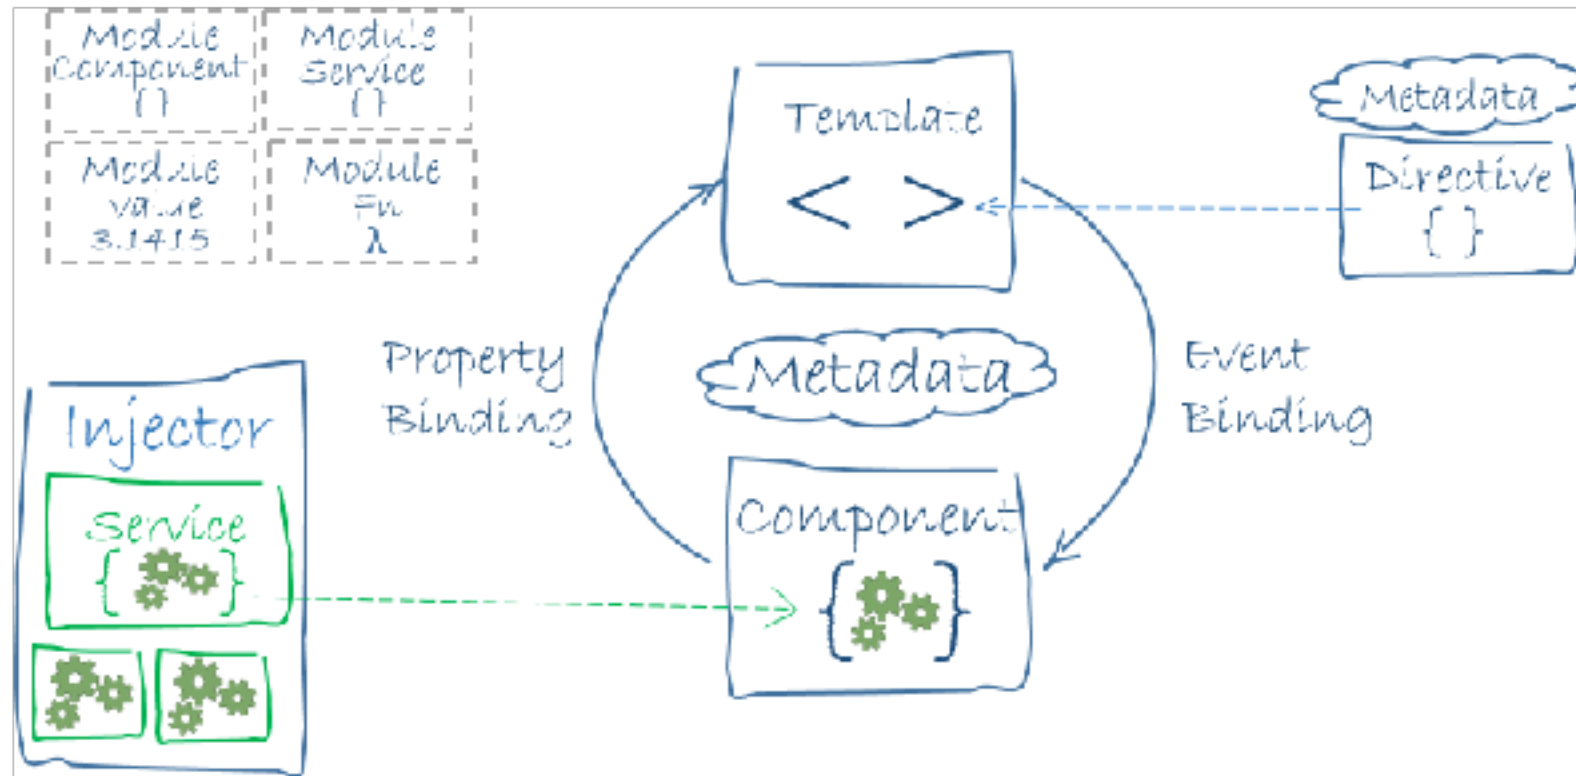 Module
Component
{ }
Module
Service
{ }
Module
value
3.1415
Module
Fn
λ
Template
< >
Metadata
Directive
{ }
Property
Binding
Metadata
Event
Binding
Injector
Service
{ }
Component
{ }